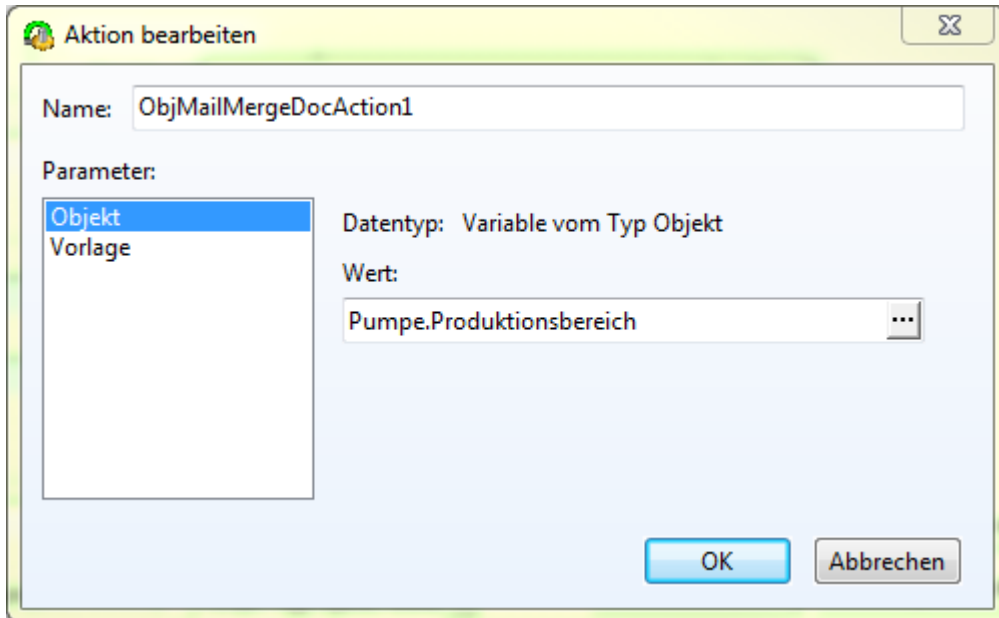 Aktion bearbeiten
Name: ObjMailMergeDocAction1
Parameter:
Objekt
Vorlage
Datentyp: Variable vom Typ Objekt
Wert:
Pumpe.Produktionsbereich ...
OK Abbrechen